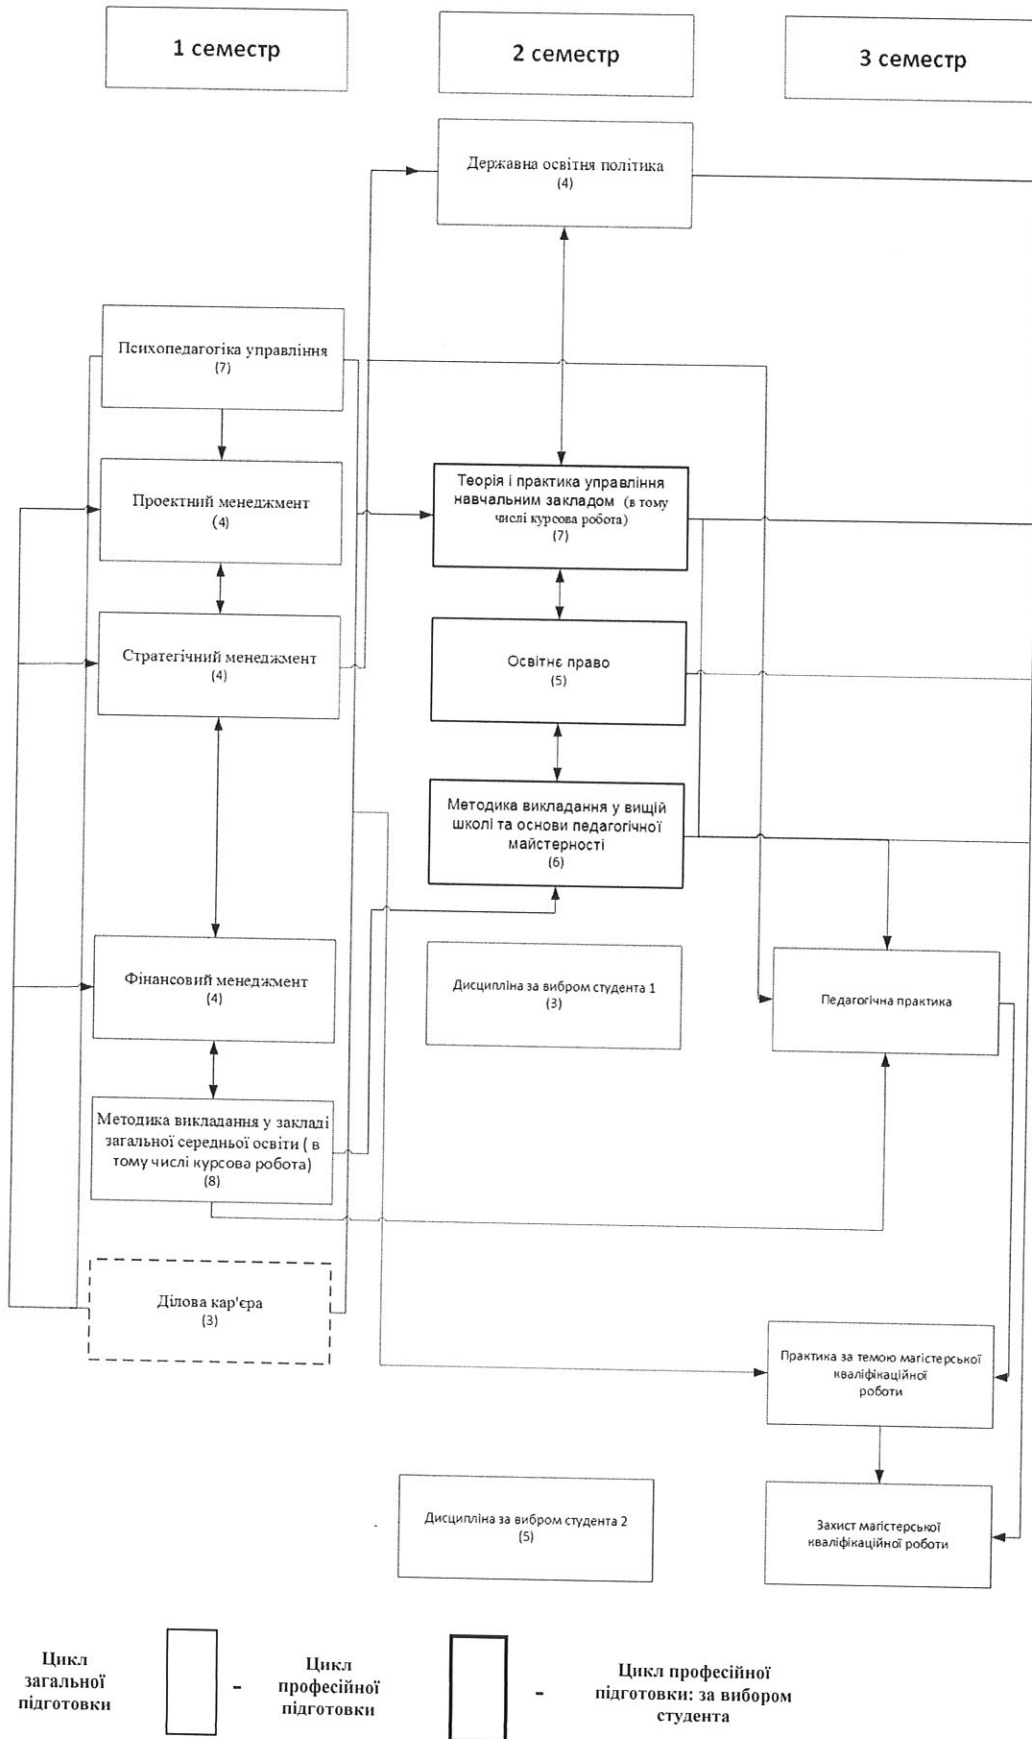 1 семестр
2 семестр
3 семестр
Державна освітня політика
(4)
Психопедагогіка управління
(7)
Проектний менеджмент
(4)
Теорія і практика управління
навчальним закладом (в тому
числі курсова робота)
(7)
Стратегічний менеджмент
(4)
Освітнє право
(5)
Методика викладання у вищій
школі та основи педагогічної
майстерності
(6)
Фінансовий менеджмент
(4)
Дисципліна за вибром студента 1
(3)
Педагогічна практика
Методика викладання у закладі
загальної середньої освіти ( в
тому числі курсова робота)
(8)
Ділова кар'єра
(3)
Практика за темою магістерської
кваліфікаційної
роботи
Дисципліна за вибром студента 2
(5)
Захист магістерської
кваліфікаційної роботи
Цикл
загальної
підготовки
-
Цикл
професійної
підготовки
-
Цикл професійної
підготовки: за вибором
студента